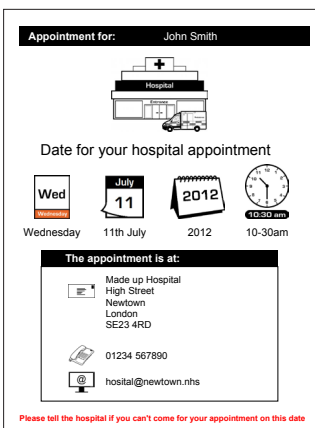 Appointment for: John Smith
Hospital
Entrance
Date for your hospital appointment
Wed
Wednesday
July
11
2012
10:30 am
Wednesday 11th July 2012 10-30am
The appointment is at:
Made up Hospital
High Street
Newtown
London
SE23 4RD
01234 567890
@ hosital@newtown.nhs
Please tell the hospital if you can't come for your appointment on this date